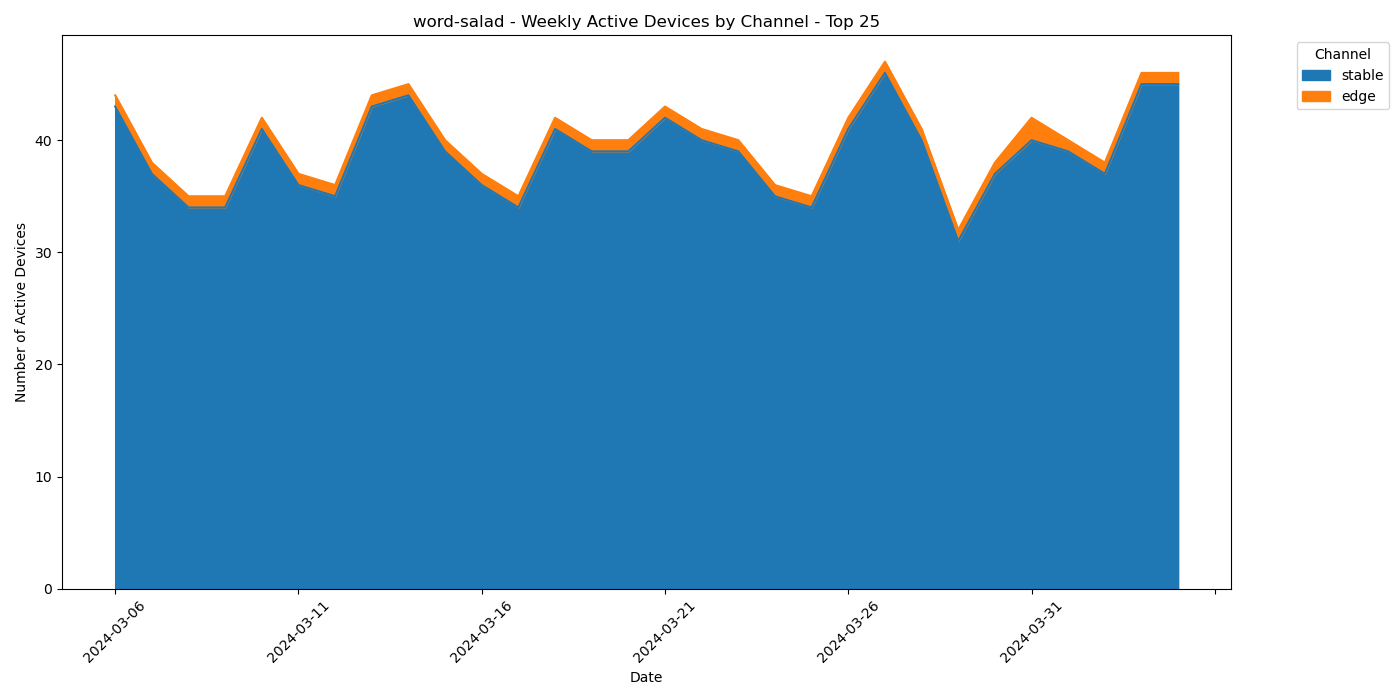 word-salad - Weekly Active Devices by Channel - Top 25
Channel
stable
edge
Number of Active Devices
40
30
20
10
0
2024-03-06
2024-03-11
2024-03-16
2024-03-21
2024-03-26
2024-03-31
Date